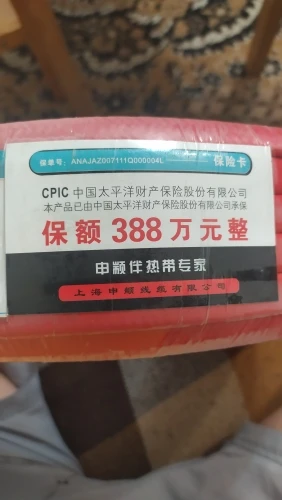 保单号：ANAJAZ007111Q000004L 保险卡
CPIC 中国太平洋财产保险股份有限公司
本产品已由中国太平洋财产保险股份有限公司承保
保额 388 万元整
申顺伴热带专家
上海申顺线缆有限公司